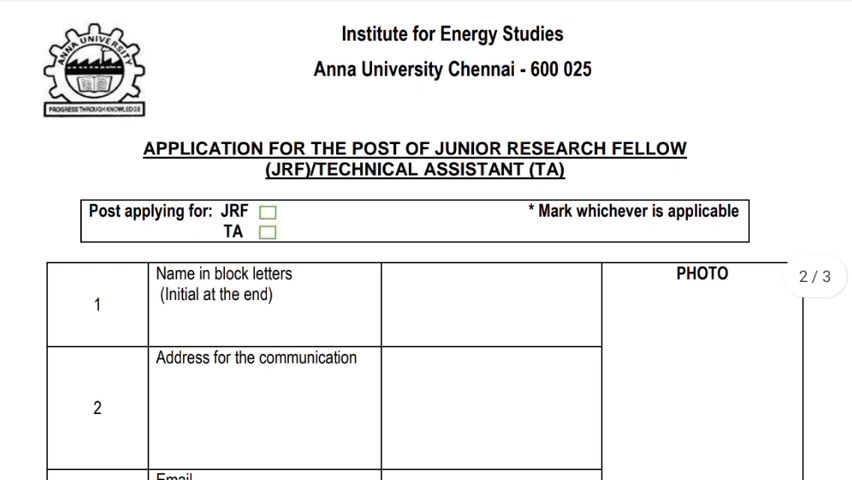 Institute for Energy Studies
Anna University Chennai - 600 025
ANNA UNIVERSITY
PROGRESS THROUGH KNOWLEDGE
APPLICATION FOR THE POST OF JUNIOR RESEARCH FELLOW
(JRF)/TECHNICAL ASSISTANT (TA)
Post applying for: JRF * Mark whichever is applicable
TA
1 Name in block letters PHOTO
(Initial at the end)
2 / 3
2 Address for the communication
Email